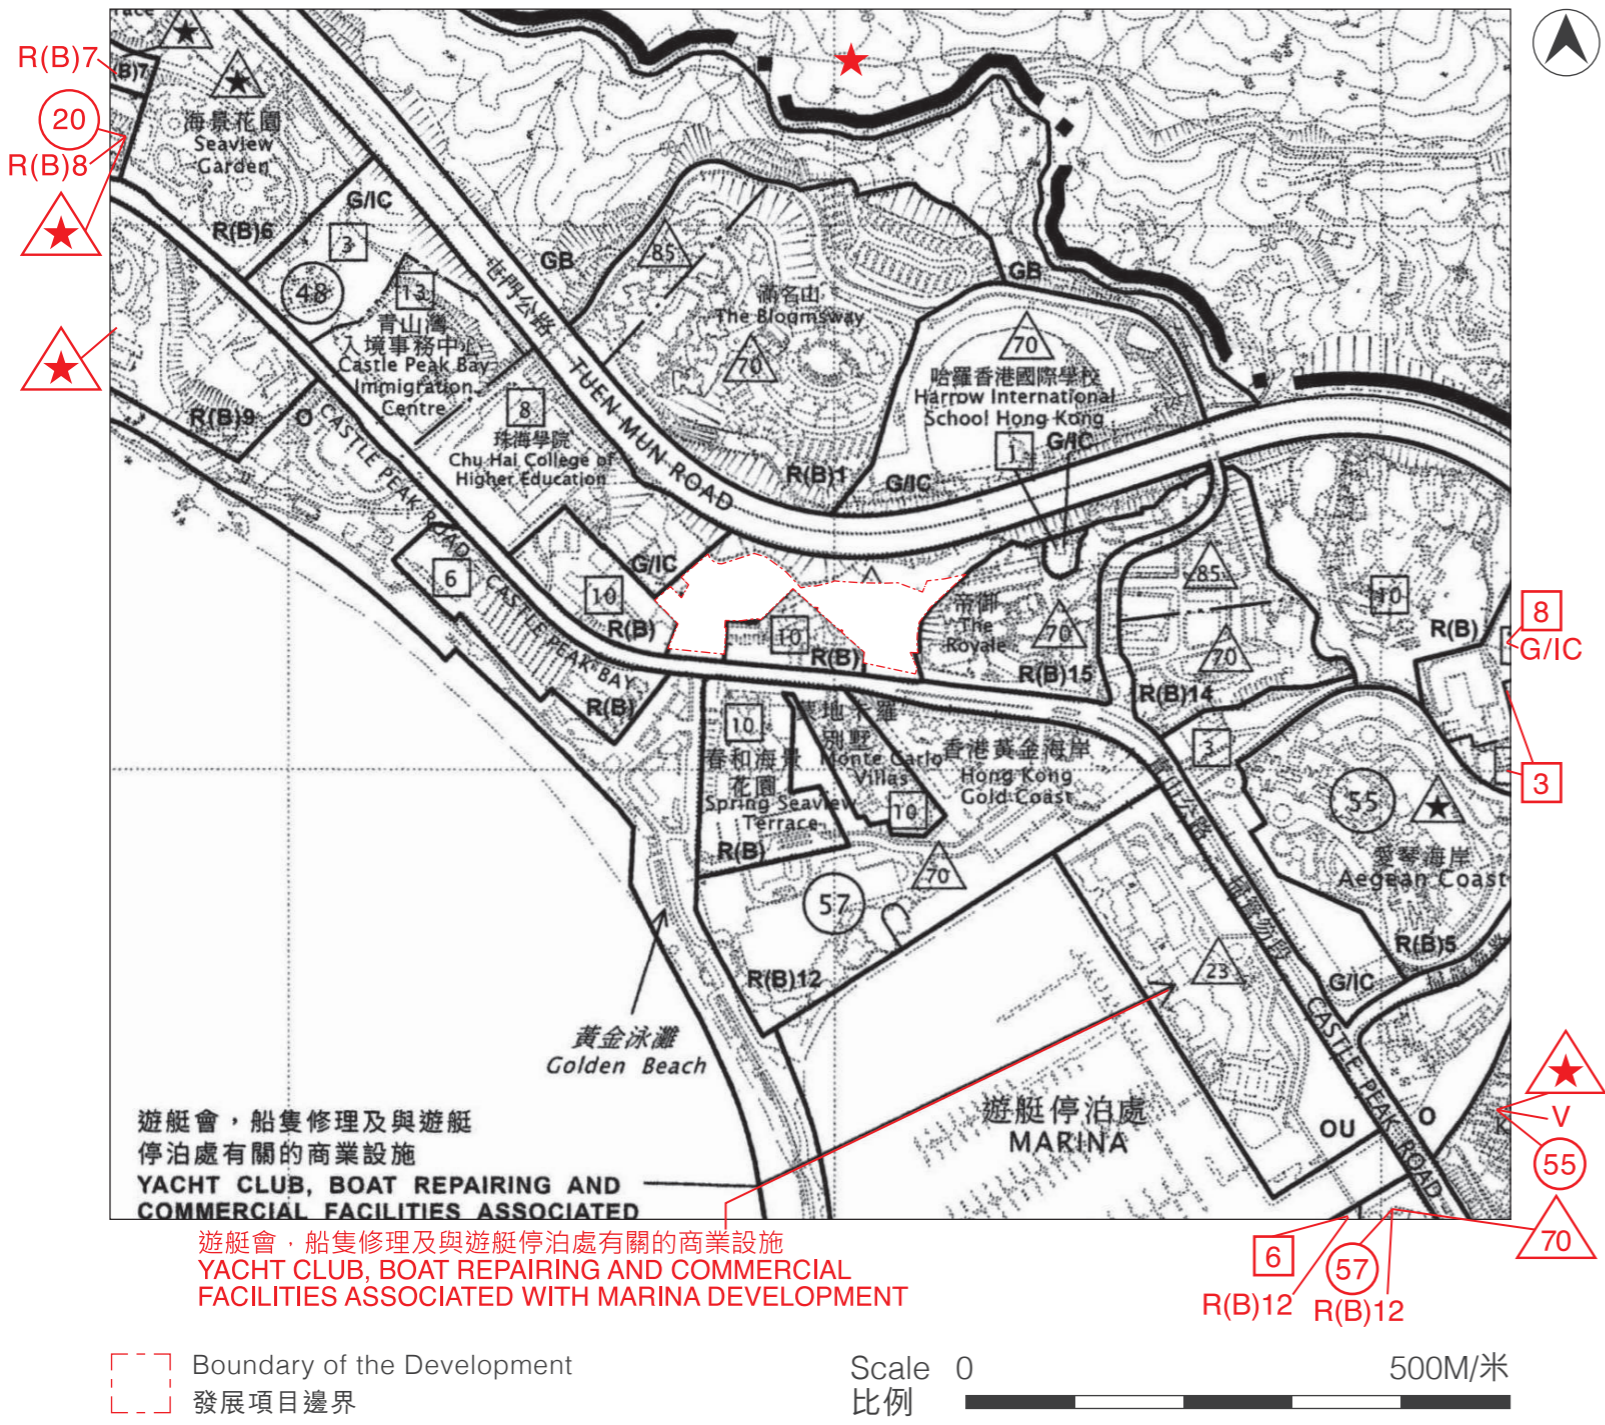 R(B)7
20
R(B)8
海景花園
Seaview
Garden
R(B)6
G/IC
3
48
13
青山灣
入境事務中心
Castle Peak Bay
Immigration
Centre
8
珠海學院
Chu Hai College of
Higher Education
R(B)9
O
CASTLE PEAK ROAD
CASTLE PEAK BAY
屯門公路
TUEN MUN ROAD
GB
85
滿名山
The Bloomsway
70
R(B)1
GB
70
哈羅香港國際學校
Harrow International
School Hong Kong
1
G/IC
G/IC
6
10
G/IC
R(B)
R(B)
10
R(B)
帝御
The
Royale
70
R(B)15
85
70
R(B)14
10
R(B)
8
G/IC
3
3
10
春和海景
花園
Spring Seaview
Terrace
R(B)
別墅
Monte Carlo
Villas
10
香港黃金海岸
Hong Kong
Gold Coast
70
57
R(B)12
55
愛琴海岸
Aegean Coast
R(B)5
G/IC
23
CASTLE PEAK ROAD
黃金泳灘
Golden Beach
遊艇停泊處
MARINA
OU
O
V
55
70
遊艇會，船隻修理及與遊艇
停泊處有關的商業設施
YACHT CLUB, BOAT REPAIRING AND
COMMERCIAL FACILITIES ASSOCIATED
遊艇會，船隻修理及與遊艇停泊處有關的商業設施
YACHT CLUB, BOAT REPAIRING AND COMMERCIAL
FACILITIES ASSOCIATED WITH MARINA DEVELOPMENT
6
57
R(B)12
R(B)12
Boundary of the Development
發展項目邊界
Scale 0 500M/米
比例